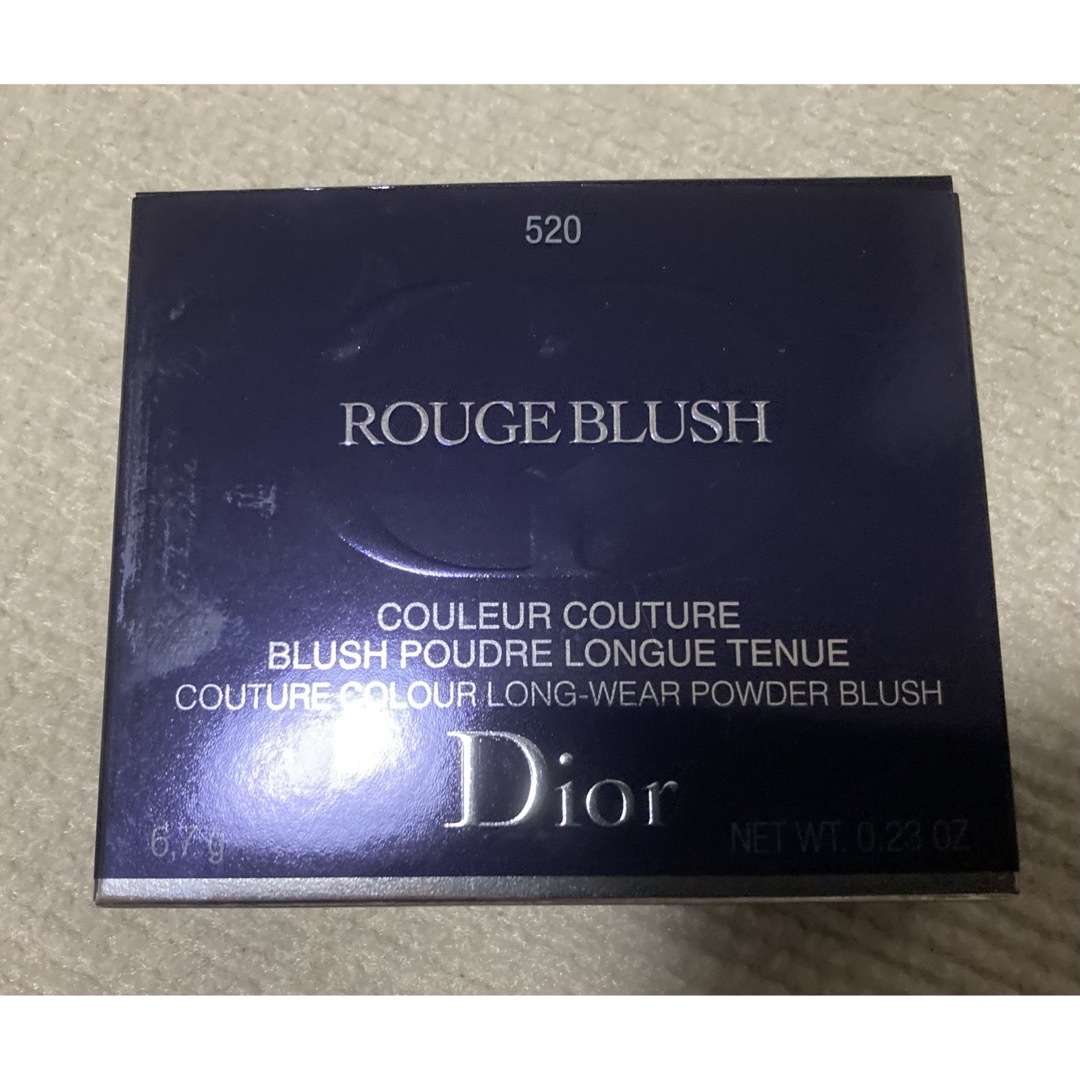 520
ROUGE BLUSH
COULEUR COUTURE
BLUSH POUDRE LONGUE TENUE
COUTURE COLOUR LONG-WEAR POWDER BLUSH
Dior
6,7 g NET WT. 0.23 OZ